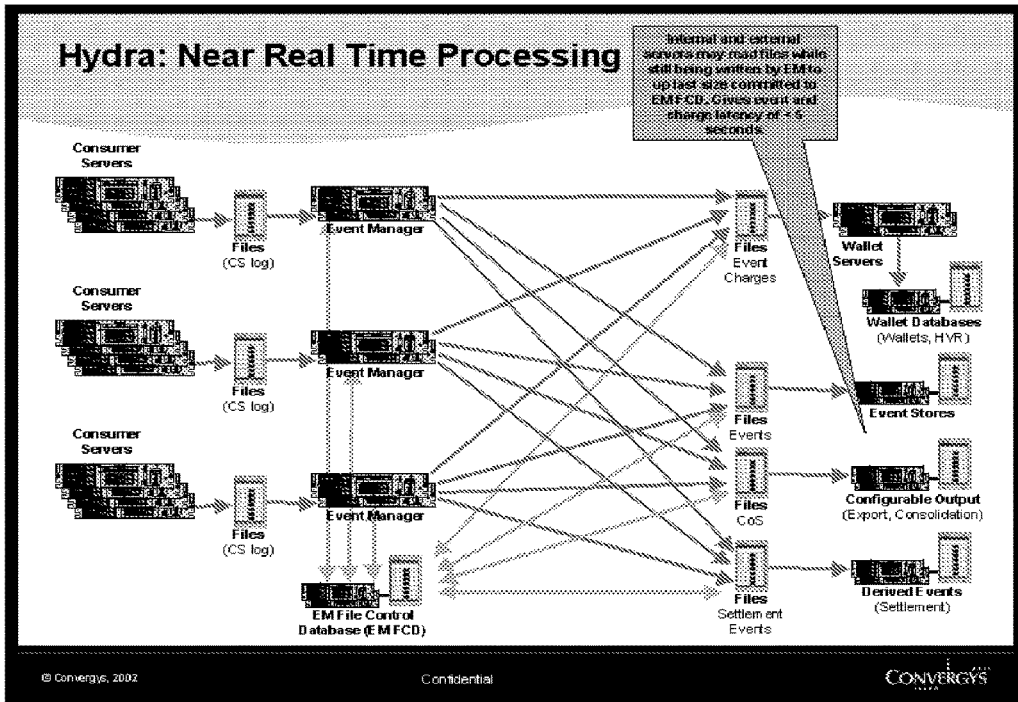 Hydra: Near Real Time Processing
Internal and external
servers may read files while
still being written by EM to
up last size committed to
EM FCD. Gives event and
charge latency of < 5
seconds.
Consumer
Servers
Files
(CS log)
Event Manager
Files
Event
Charges
Wallet
Servers
Wallet Databases
(Wallets, HVR)
Consumer
Servers
Files
(CS log)
Event Manager
Files
Events
Event Stores
Consumer
Servers
Files
(CS log)
Event Manager
Files
CoS
Configurable Output
(Export, Consolidation)
EM File Control
Database (EM FCD)
Files
Settlement
Events
Derived Events
(Settlement)
© Convergys, 2002
Confidential
CONVERGYS